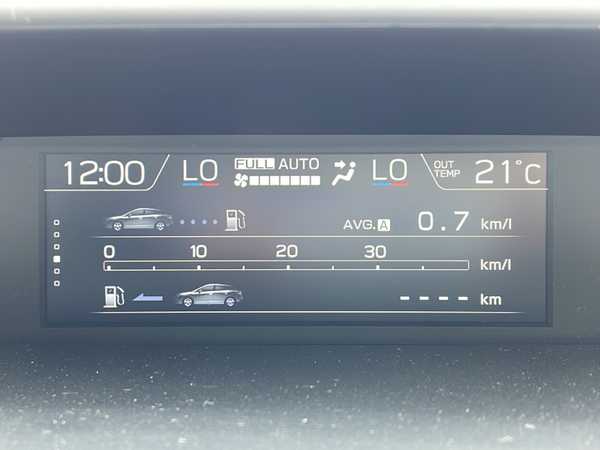 12:00 LO FULL AUTO LO OUT TEMP 21°C
AVG. A 0.7 km/l
0 10 20 30
km/l
---- km